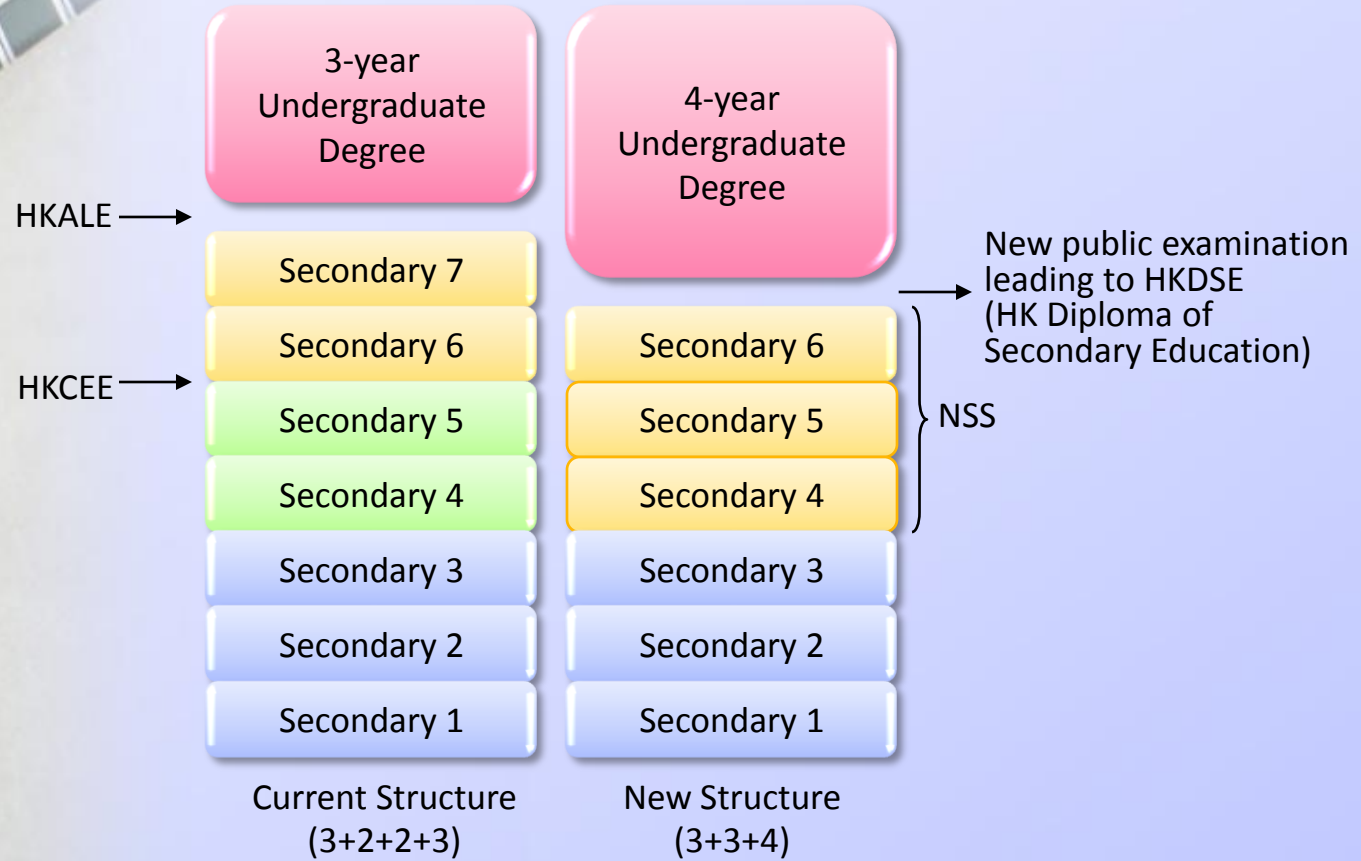 3-year
Undergraduate
Degree
4-year
Undergraduate
Degree
HKALE
Secondary 7
Secondary 6
HKCEE
Secondary 5
Secondary 4
Secondary 3
Secondary 2
Secondary 1
Current Structure
(3+2+2+3)
Secondary 6
Secondary 5
Secondary 4
Secondary 3
Secondary 2
Secondary 1
New Structure
(3+3+4)
New public examination
leading to HKDSE
(HK Diploma of
Secondary Education)
NSS